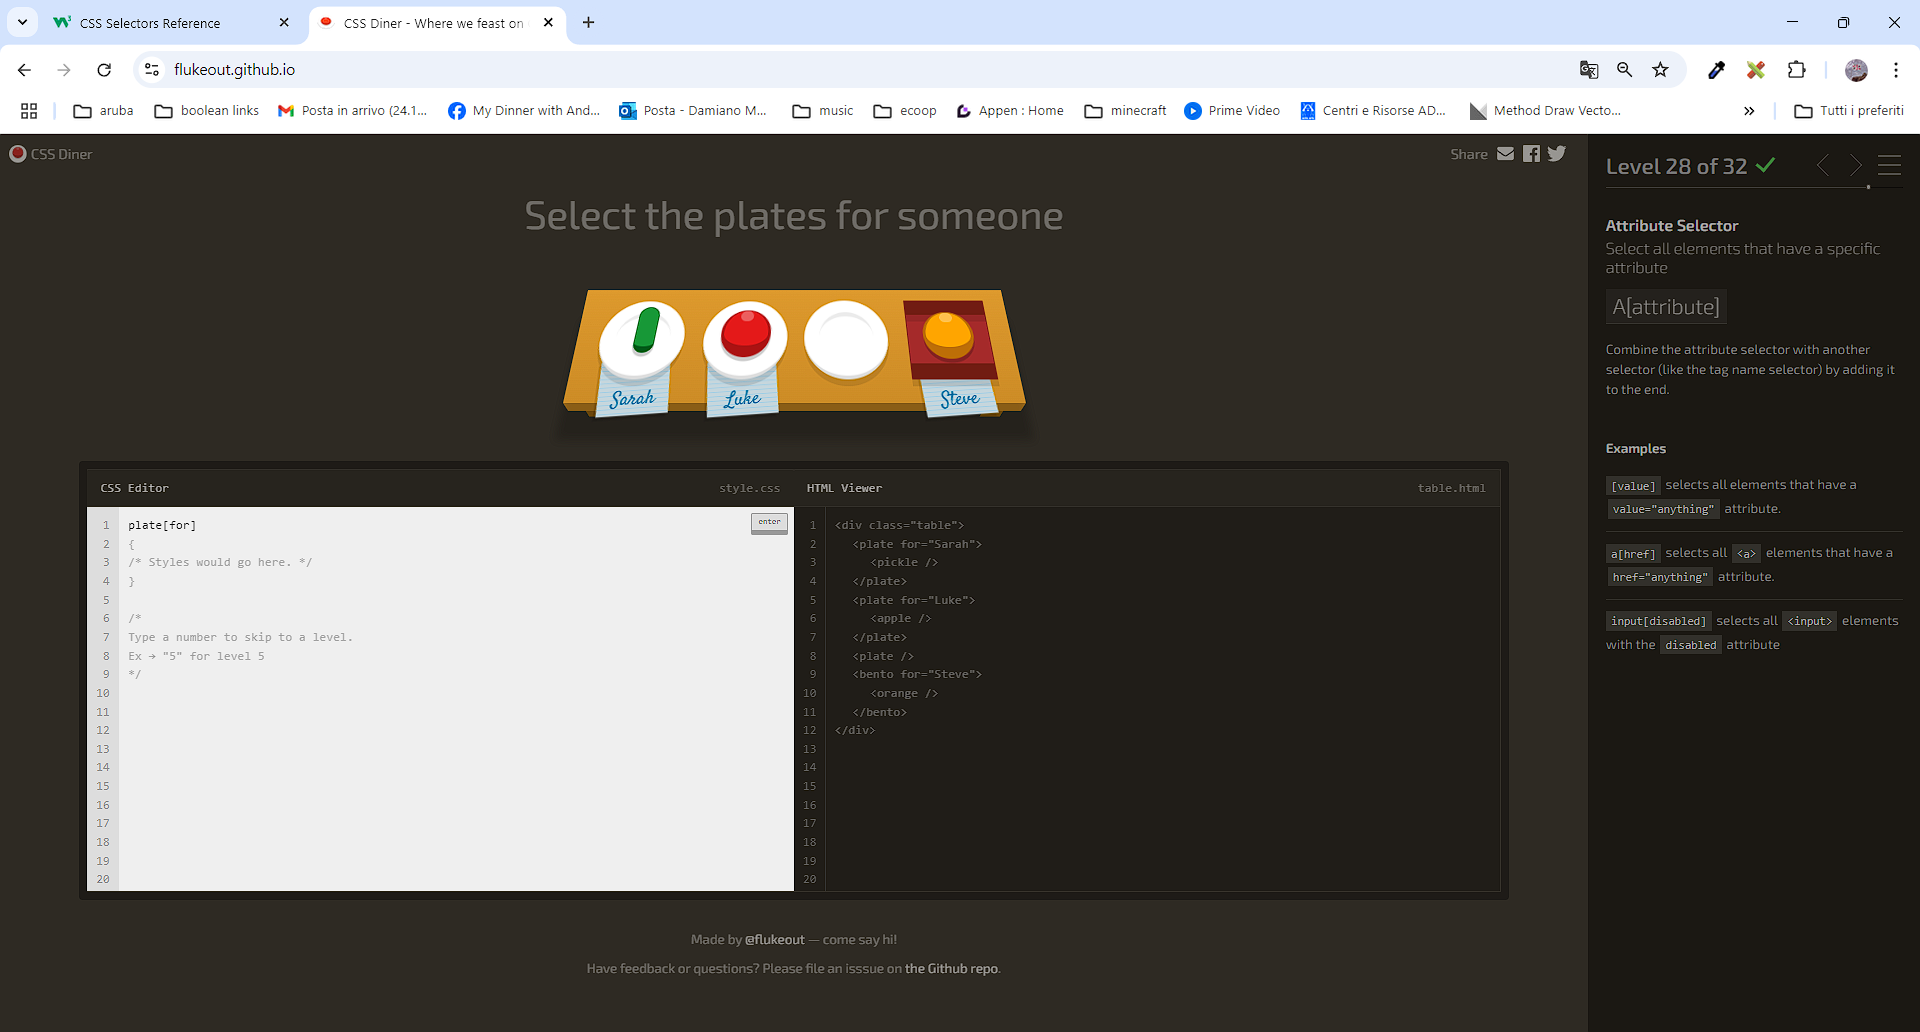 CSS Selectors Reference
CSS Diner - Where we feast on
flukeout.github.io
aruba
boolean links
Posta in arrivo (24.1...
My Dinner with And...
Posta - Damiano M...
music
ecoop
Appen : Home
minecraft
Prime Video
Centri e Risorse AD...
Method Draw Vecto...
Tutti i preferiti
CSS Diner
Share
Select the plates for someone
Sarah
Luke
Steve
CSS Editor
style.css
1 plate[for]
enter
2 {
3 /* Styles would go here. */
4 }
5
6 /*
7 Type a number to skip to a level.
8 Ex → "5" for level 5
9 */
10
11
12
13
14
15
16
17
18
19
20
HTML Viewer
table.html
1 <div class="table">
2 <plate for="Sarah">
3 <pickle />
4 </plate>
5 <plate for="Luke">
6 <apple />
7 </plate>
8 <plate />
9 <bento for="Steve">
10 <orange />
11 </bento>
12 </div>
13
14
15
16
17
18
19
20
Made by @flukeout — come say hi!
Have feedback or questions? Please file an isssue on the Github repo.
Level 28 of 32
Attribute Selector
Select all elements that have a specific
attribute
A[attribute]
Combine the attribute selector with another
selector (like the tag name selector) by adding it
to the end.
Examples
[value] selects all elements that have a
value="anything" attribute.
a[href] selects all <a> elements that have a
href="anything" attribute.
input[disabled] selects all <input> elements
with the disabled attribute